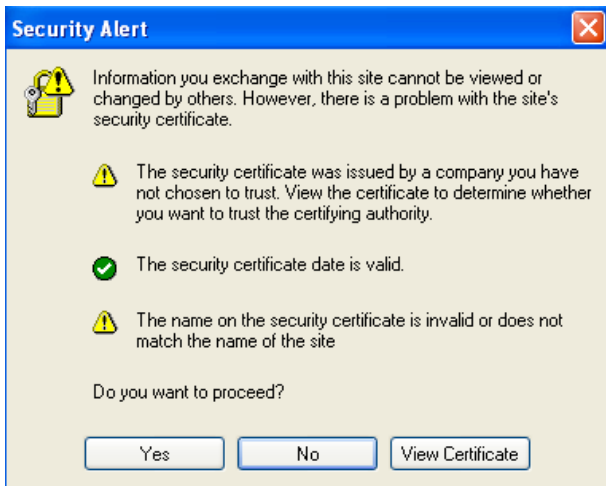 Security Alert
Information you exchange with this site cannot be viewed or
changed by others. However, there is a problem with the site's
security certificate.
The security certificate was issued by a company you have
not chosen to trust. View the certificate to determine whether
you want to trust the certifying authority.
The security certificate date is valid.
The name on the security certificate is invalid or does not
match the name of the site
Do you want to proceed?
Yes No View Certificate